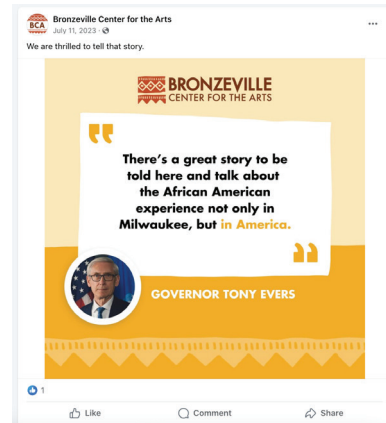 BCA
Bronzeville Center for the Arts
July 11, 2023 ·
We are thrilled to tell that story.
BRONZEVILLE
CENTER FOR THE ARTS
"
There's a great story to be
told here and talk about
the African American
experience not only in
Milwaukee, but in America.
"
GOVERNOR TONY EVERS
1
Like Comment Share